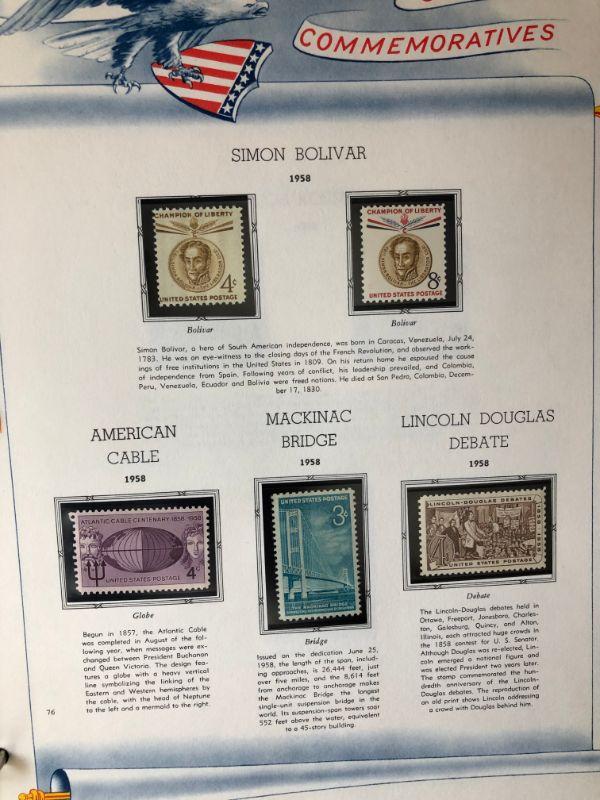 COMMEMORATIVES
SIMON BOLIVAR
1958
CHAMPION OF LIBERTY
4¢
UNITED STATES POSTAGE
CHAMPION OF LIBERTY
8¢
UNITED STATES POSTAGE
Bolivar
Bolivar
Simon Bolivar, a hero of South American independence, was born in Caracas, Venezuela, July 24,
1783. He was an eye-witness to the closing days of the French Revolution, and observed the work-
ings of free institutions in the United States in 1809. On his return home he espoused the cause
of independence from Spain. Following years of conflict, his leadership prevailed, and Colombia,
Peru, Venezuela, Ecuador and Bolivia were freed nations. He died at San Pedro, Colombia, Decem-
ber 17, 1830.
AMERICAN
CABLE
1958
ATLANTIC CABLE CENTENARY 1858-1958
4¢
UNITED STATES POSTAGE
Globe
Begun in 1857, the Atlantic Cable
was completed in August of the fol-
lowing year, when messages were ex-
changed between President Buchanan
and Queen Victoria. The design fea-
tures a globe with a heavy vertical
line symbolizing the linking of the
Eastern and Western hemispheres by
the cable, with the head of Neptune
to the left and a mermaid to the right.
MACKINAC
BRIDGE
1958
UNITED STATES POSTAGE
3¢
THE MACKINAC BRIDGE
Bridge
Issued on the dedication June 25,
1958, the length of the span, includ-
ing approaches, is 26,444 feet, just
over five miles, and the 8,614 feet
from anchorage to anchorage makes
the Mackinac Bridge the longest
single-unit suspension bridge in the
world. Its suspension-span towers soar
552 feet above the water, equivalent
to a 45-story building.
LINCOLN DOUGLAS
DEBATE
1958
LINCOLN-DOUGLAS DEBATES
1858 1958
4¢
UNITED STATES POSTAGE
Debate
The Lincoln-Douglas debates held in
Ottawa, Freeport, Jonesboro, Charles-
ton, Galesburg, Quincy, and Alton,
Illinois, each attracted huge crowds in
the 1858 contest for U. S. Senator.
Although Douglas was re-elected, Lin-
coln emerged a national figure and
was elected President two years later.
The stamp commemorated the hun-
dredth anniversary of the Lincoln-
Douglas debates. The reproduction of
an old print shows Lincoln addressing
a crowd with Douglas behind him.
76